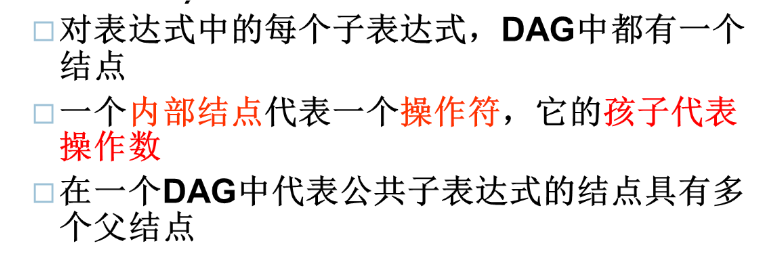 对表达式中的每个子表达式，DAG中都有一个
结点
一个内部结点代表一个操作符，它的孩子代表
操作数
在一个DAG中代表公共子表达式的结点具有多
个父结点